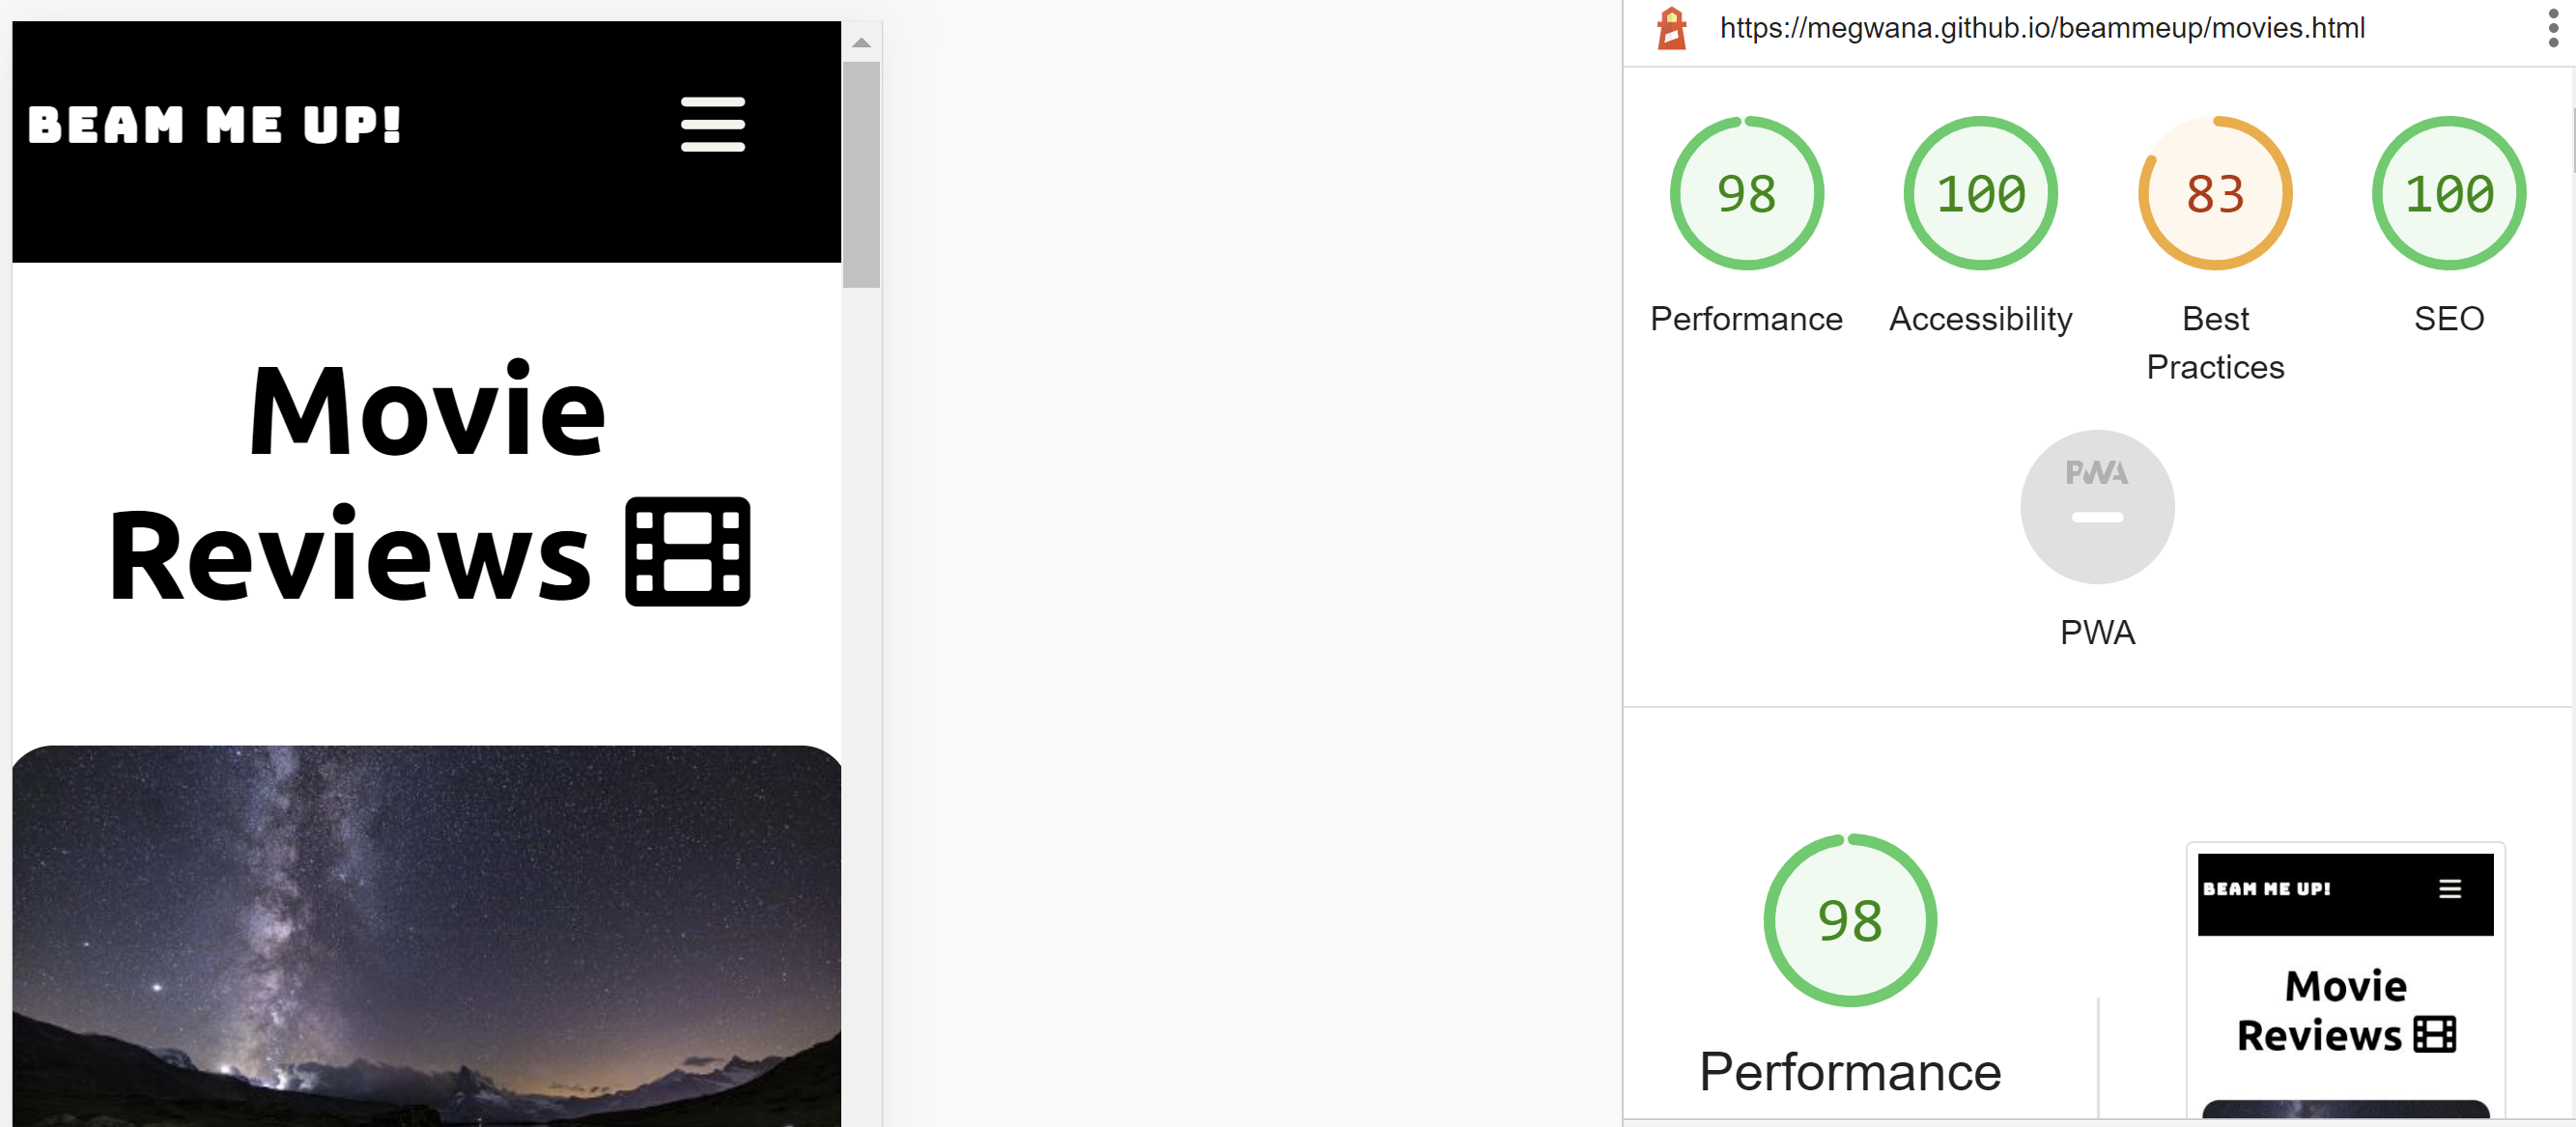 BEAM ME UP!
Movie
Reviews
https://megwana.github.io/beammeup/movies.html
98
100
83
100
Performance
Accessibility
Best
Practices
SEO
PWA
PWA
98
Performance
BEAM ME UP!
Movie
Reviews